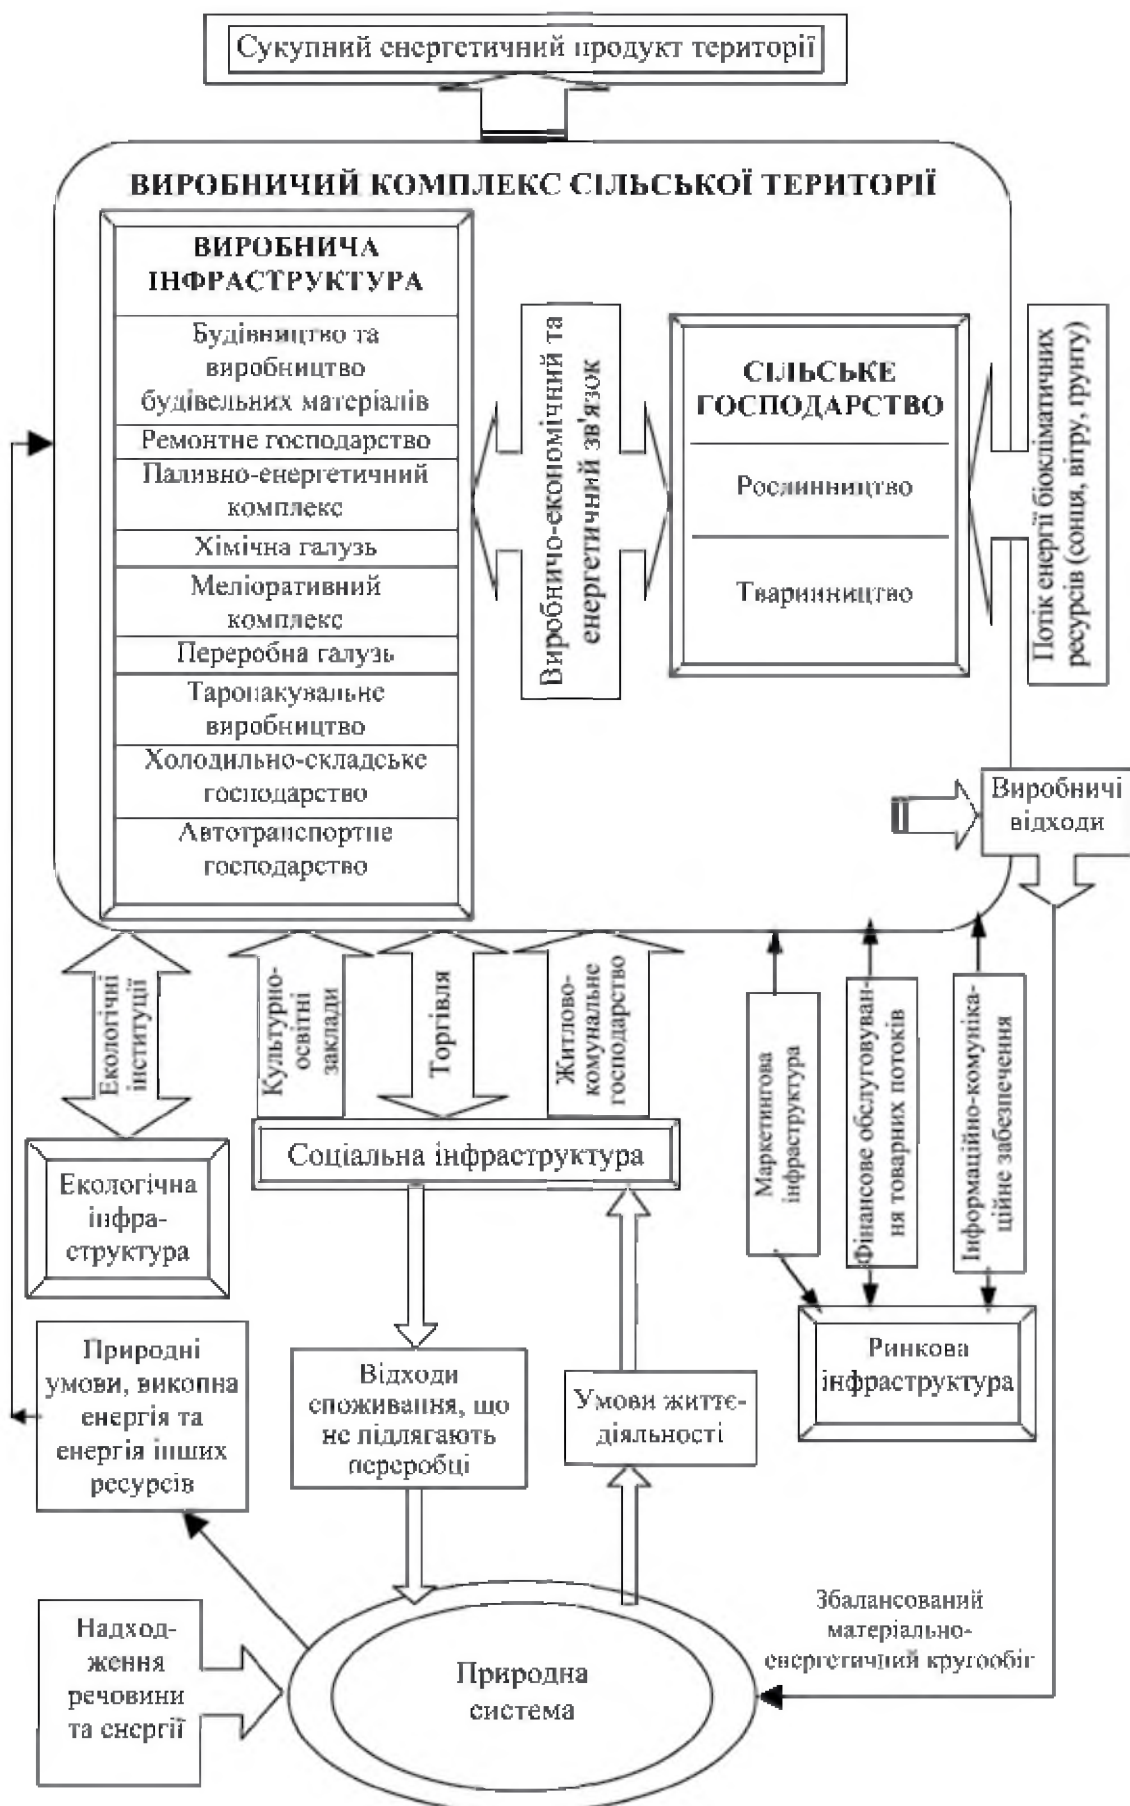 Сукупний енергетичний продукт території
ВИРОБНИЧИЙ КОМПЛЕКС СІЛЬСЬКОЇ ТЕРИТОРІЇ
ВИРОБНИЧА
ІНФРАСТРУКТУРА
Будівництво та
виробництво
будівельних матеріалів
Ремонтне господарство
Паливно-енергетичний
комплекс
Хімічна галузь
Меліоративний
комплекс
Переробна галузь
Таропакувальне
виробництво
Холодильно-складське
господарство
Автотранспортне
господарство
Виробничо-економічний та
енергетичний зв'язок
СІЛЬСЬКЕ
ГОСПОДАРСТВО
Рослинництво
Тваринництво
Потік енергії біокліматичних
ресурсів (сонця, вітру, ґрунту)
Виробничі
відходи
Екологічні
інституції
Культурно-
освітні
заклади
Торгівля
Житлово-
комунальне
господарство
Маркетингова
інфраструктура
Фінансове обслуговуван-
ня товарних потоків
Інформаційно-комуніка-
ційне забезпечення
Соціальна інфраструктура
Екологічна
інфра-
структура
Природні
умови, викопна
енергія та
енергія інших
ресурсів
Відходи
споживання, що
не підлягають
переробці
Умови життє-
діяльності
Ринкова
інфраструктура
Надход-
ження
речовини
та енергії
Природна
система
Збалансований
матеріально-
енергетичний кругообіг